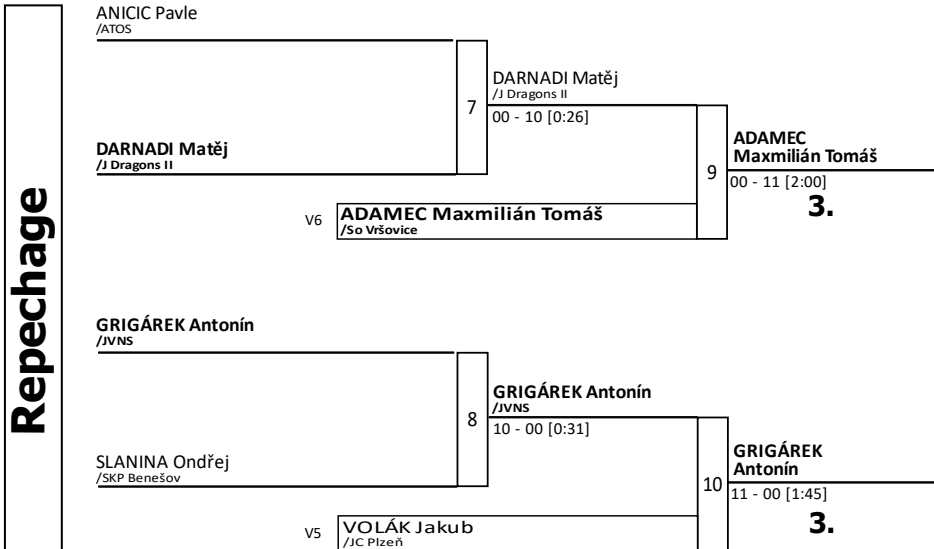 Repechage
ANICIC Pavle
/ATOS
DARNADI Matěj
/J Dragons II
7
DARNADI Matěj
/J Dragons II
00 - 10 [0:26]
V6
ADAMEC Maxmilián Tomáš
/So Vršovice
9
ADAMEC
Maxmilián Tomáš
00 - 11 [2:00]
3.
GRIGÁREK Antonín
/JVNS
SLANINA Ondřej
/SKP Benešov
8
GRIGÁREK Antonín
/JVNS
10 - 00 [0:31]
V5
VOLÁK Jakub
/JC Plzeň
10
GRIGÁREK
Antonín
11 - 00 [1:45]
3.